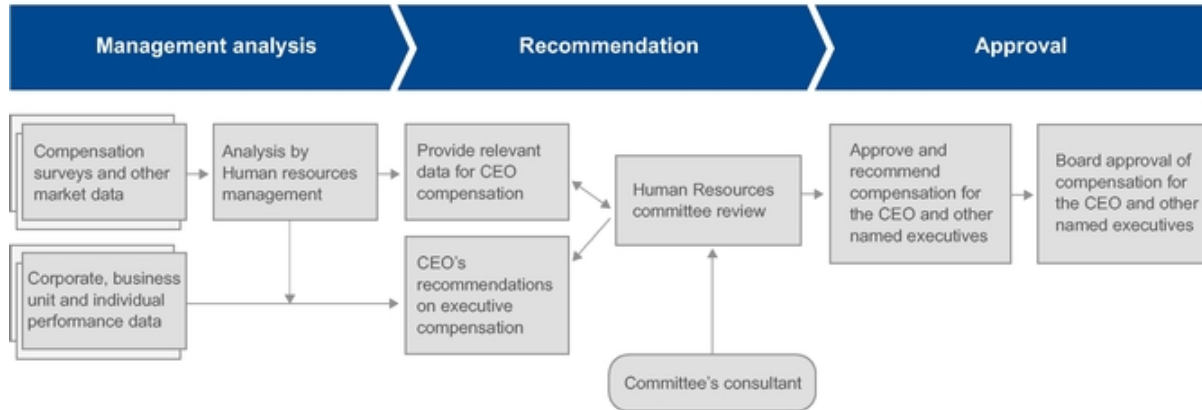 Management analysis
Recommendation
Approval
Compensation
surveys and other
market data
Analysis by
Human resources
management
Provide relevant
data for CEO
compensation
Human Resources
committee review
Approve and
recommend
compensation for
the CEO and other
named executives
Board approval of
compensation for
the CEO and other
named executives
Corporate, business
unit and individual
performance data
CEO's
recommendations
on executive
compensation
Committee's consultant